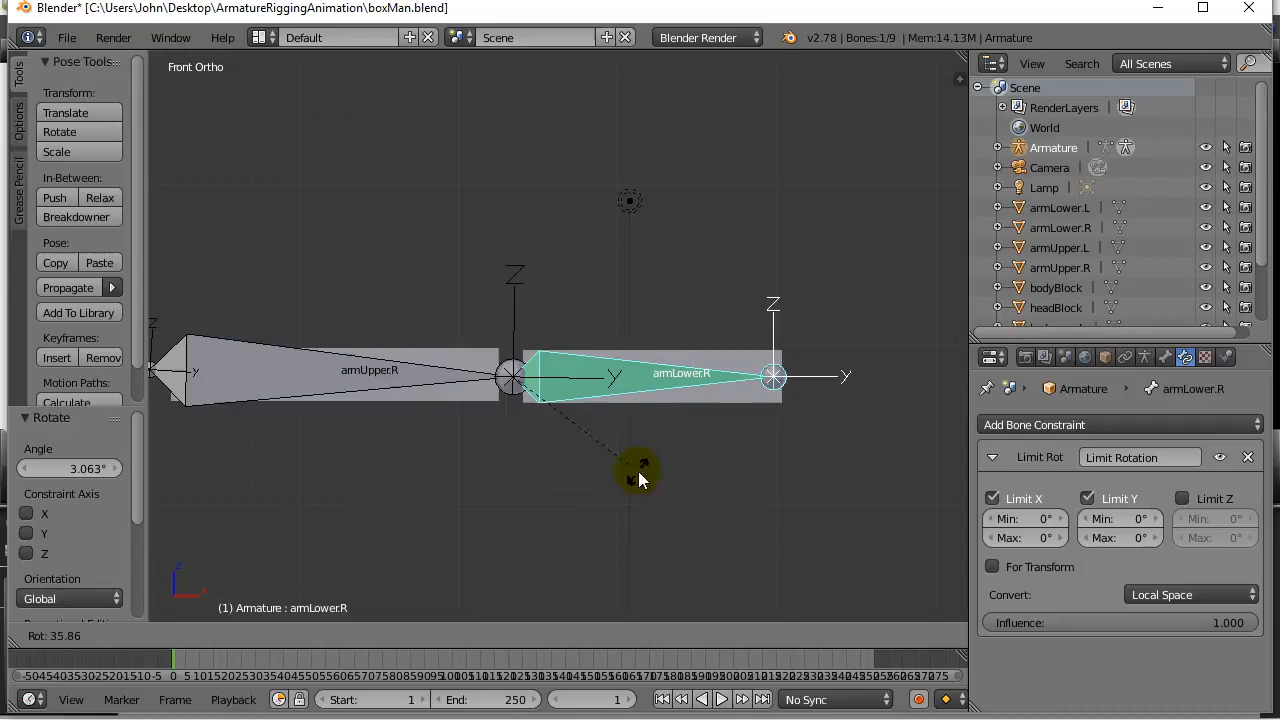 Blender* [C:\Users\John\Desktop\ArmatureRiggingAnimation\boxMan.blend]
File Render Window Help Default Scene Blender Render v2.78 | Bones:1/9 | Mem:14.13M | Armature
Tools
Options
Grease Pencil
Pose Tools
Transform:
Translate
Rotate
Scale
In-Between:
Push Relax
Breakdowner
Pose:
Copy Paste
Propagate
Add To Library
Keyframes:
Insert Remov
Motion Paths:
Calculate
Rotate
Angle
3.063°
Constraint Axis
X
Y
Z
Orientation
Global
Front Ortho
Z
Z
Z
armUpper.R
armLower.R
y
Y
Y
z
x
(1) Armature : armLower.R
Rot: 35.86
View Search All Scenes
Scene
RenderLayers
World
Armature
Camera
Lamp
armLower.L
armLower.R
armUpper.L
armUpper.R
bodyBlock
headBlock
Armature armLower.R
Add Bone Constraint
Limit Rot Limit Rotation
Limit X Limit Y Limit Z
Min: 0° Min: 0° Min: 0°
Max: 0° Max: 0° Max: 0°
For Transform
Convert: Local Space
Influence: 1.000
View Marker Frame Playback Start: 1 End: 250 1 No Sync